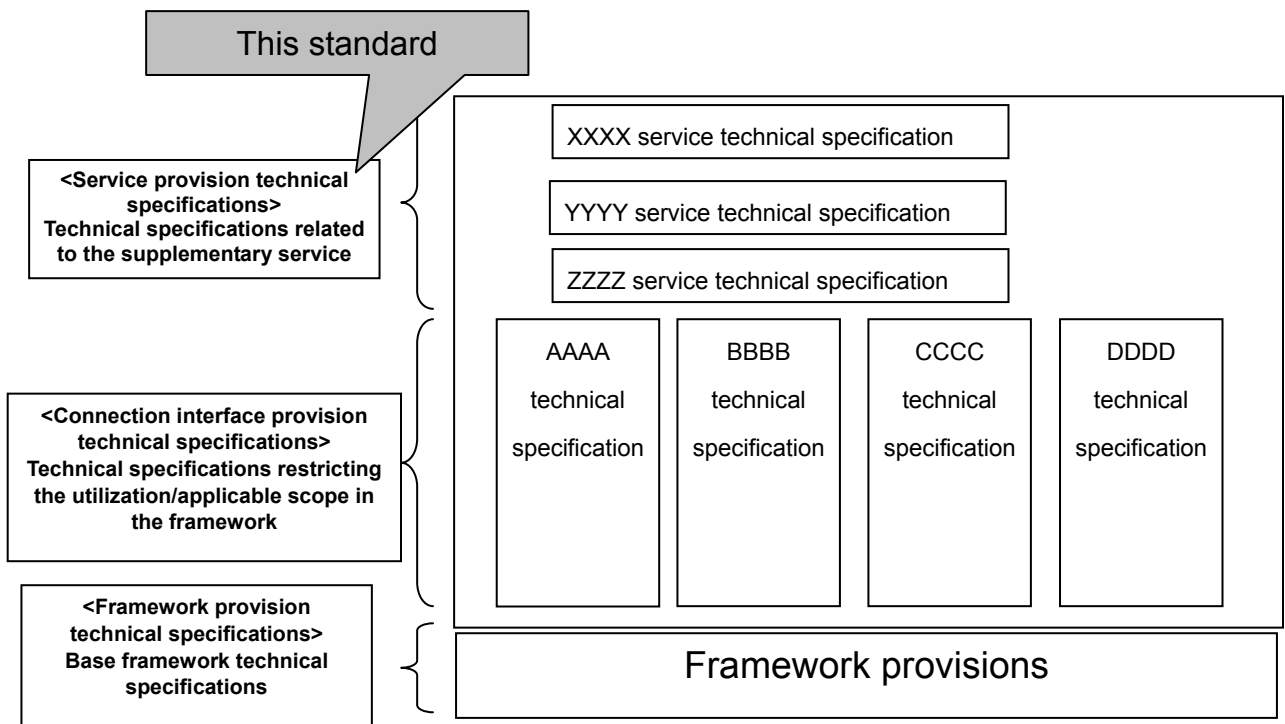 This standard
XXXX service technical specification
YYYY service technical specification
ZZZZ service technical specification
<Service provision technical
specifications>
Technical specifications related
to the supplementary service
AAAA
technical
specification
BBBB
technical
specification
CCCC
technical
specification
DDDD
technical
specification
<Connection interface provision
technical specifications>
Technical specifications restricting
the utilization/applicable scope in
the framework
<Framework provision
technical specifications>
Base framework technical
specifications
Framework provisions